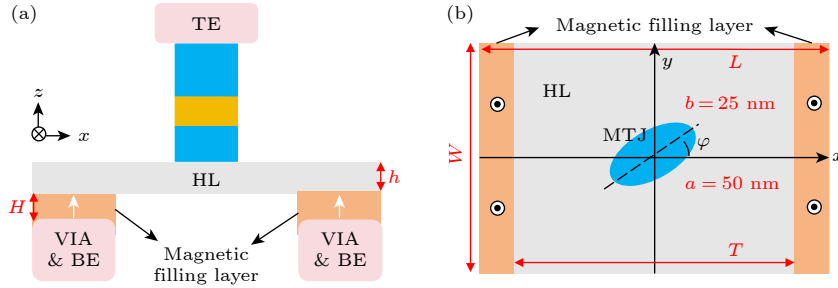 (a)
TE
z
x
HL
h
H
VIA
& BE
Magnetic
filling layer
VIA
& BE
(b)
Magnetic filling layer
L
y
HL
b = 25 nm
MTJ
φ
W
x
a = 50 nm
T